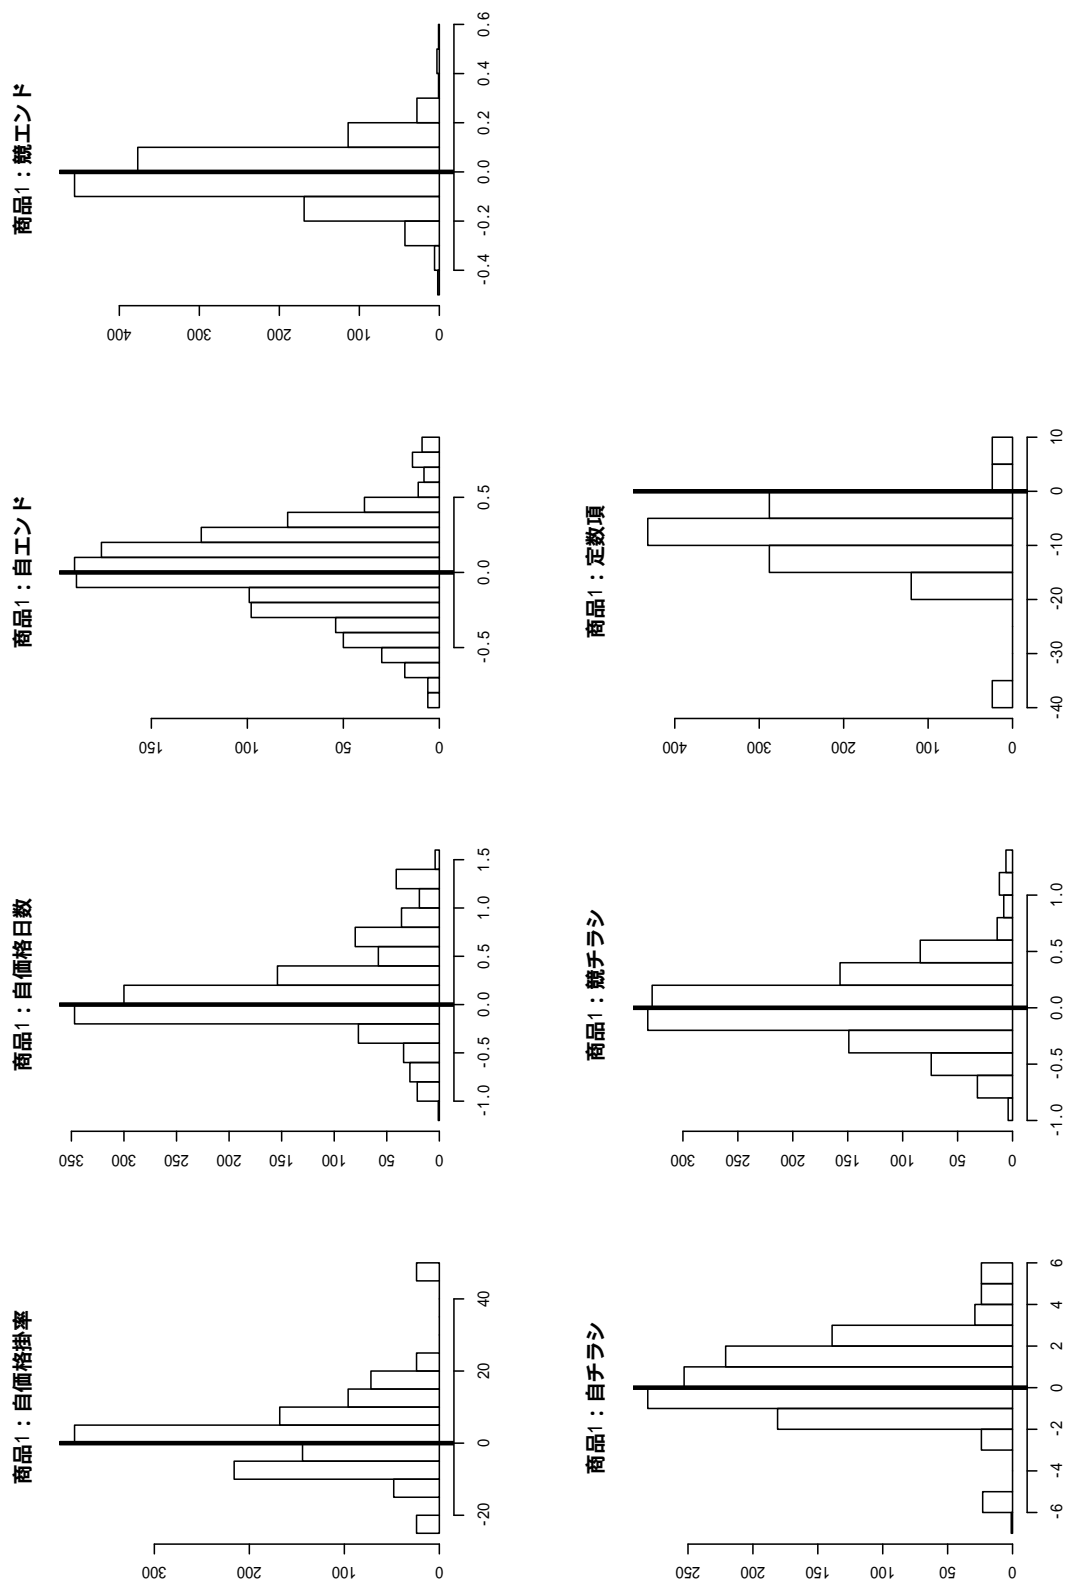 商品1：自価格掛率
0 100 200 300
-20 0 20 40
商品1：自価格日数
0 50 100 150 200 250 300 350
-1.0 -0.5 0.0 0.5 1.0 1.5
商品1：自エンド
0 50 100 150
-0.5 0.0 0.5
商品1：競エンド
0 100 200 300 400
-0.4 -0.2 0.0 0.2 0.4 0.6
商品1：自チラシ
0 50 100 150 200 250
-6 -4 -2 0 2 4 6
商品1：競チラシ
0 50 100 150 200 250 300
-1.0 -0.5 0.0 0.5 1.0
商品1：定数項
0 100 200 300 400
-40 -30 -20 -10 0 10